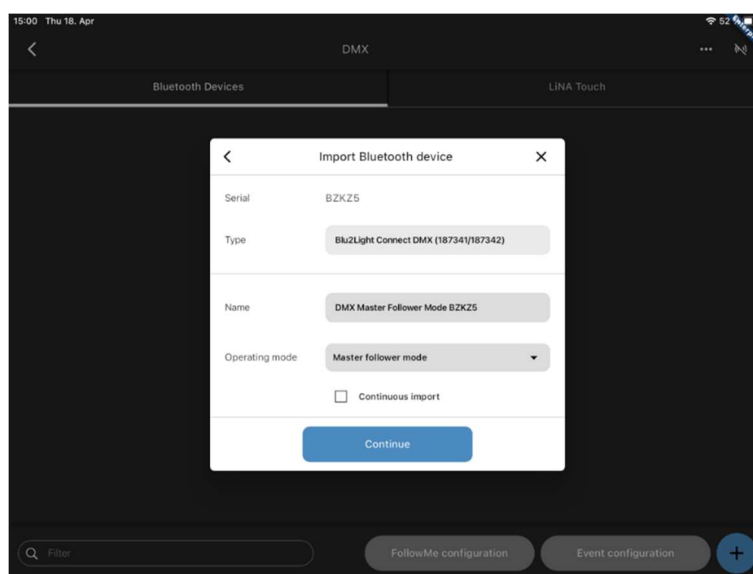 15:00 Thu 18. Apr
52
DMX
Bluetooth Devices
LiNA Touch
Import Bluetooth device
Serial
BZKZ5
Type
Blu2Light Connect DMX (187341/187342)
Name
DMX Master Follower Mode BZKZ5
Operating mode
Master follower mode
Continuous import
Continue
Filter
FollowMe configuration
Event configuration